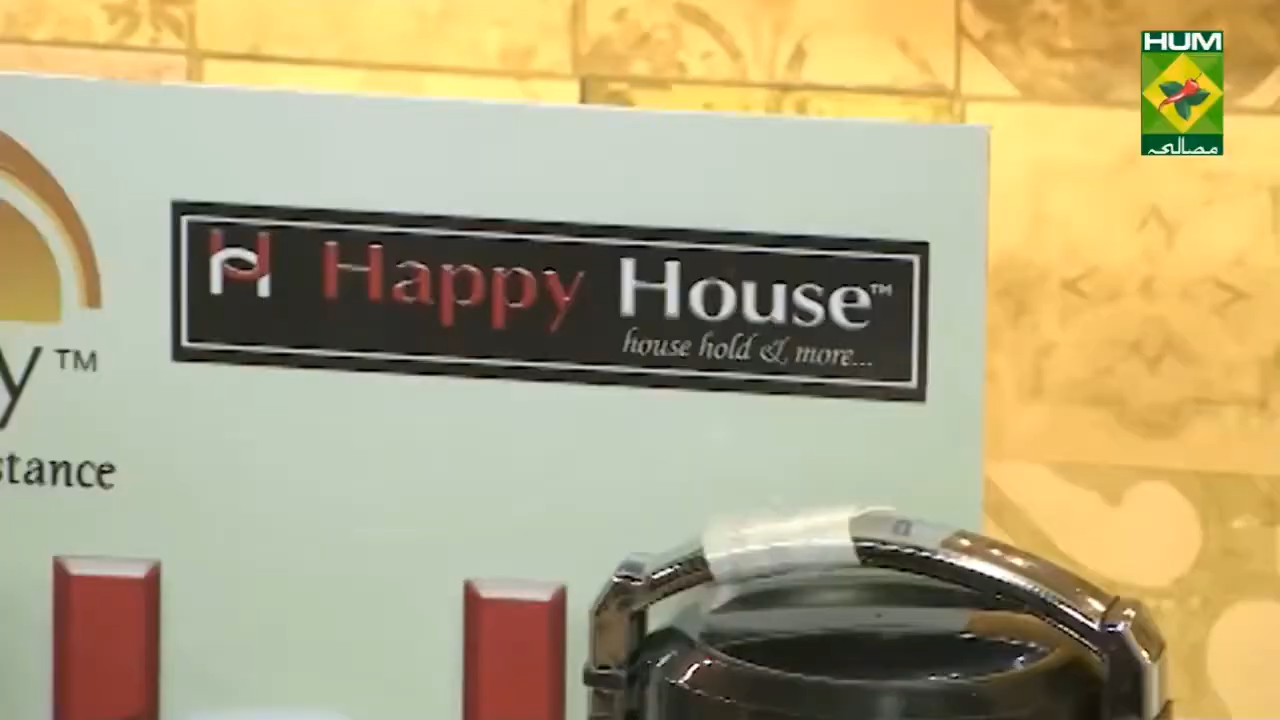 HUM
مصالحہ
H Happy House™
house hold & more...
y™
stance